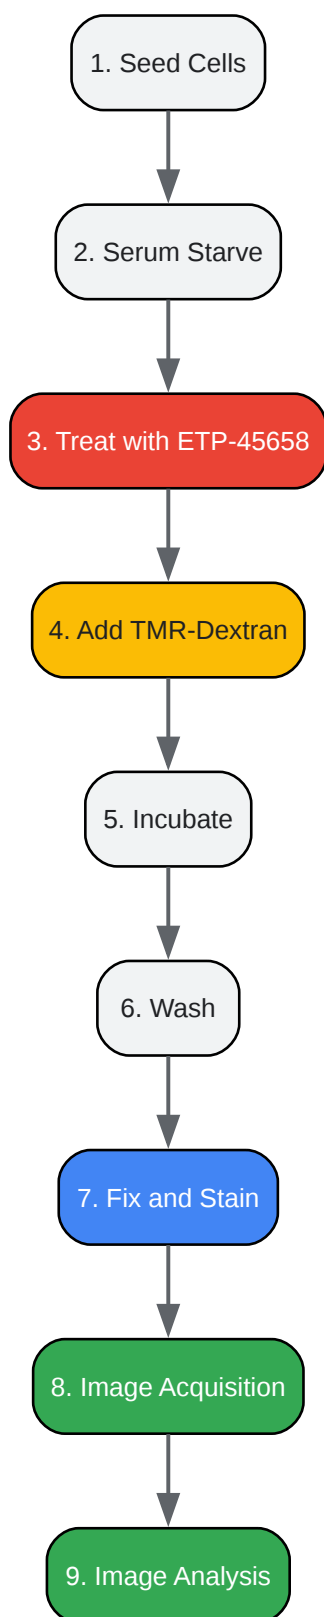 1. Seed Cells
2. Serum Starve
3. Treat with ETP-45658
4. Add TMR-Dextran
5. Incubate
6. Wash
7. Fix and Stain
8. Image Acquisition
9. Image Analysis